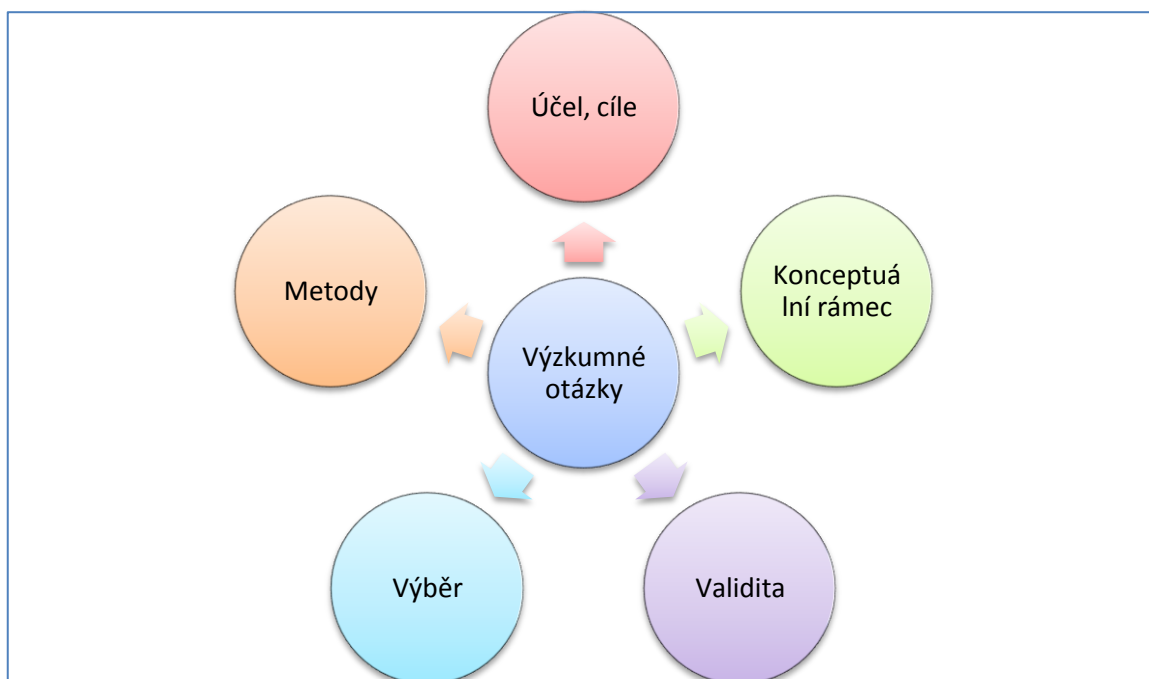 Účel, cíle
Metody
Konceptuá
lní rámec
Výzkumné
otázky
Výběr
Validita